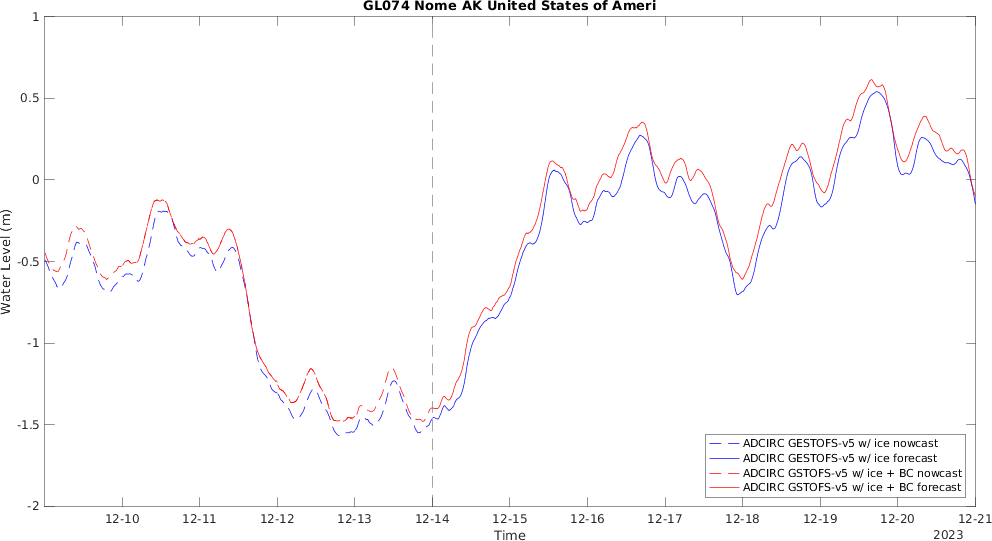 GL074 Nome AK United States of Ameri
1
0.5
0
-0.5
-1
-1.5
-2
Water Level (m)
12-10
12-11
12-12
12-13
12-14
12-15
12-16
12-17
12-18
12-19
12-20
12-21
Time
2023
ADCIRC GESTOFS-v5 w/ ice nowcast
ADCIRC GESTOFS-v5 w/ ice forecast
ADCIRC GSTOFS-v5 w/ ice + BC nowcast
ADCIRC GSTOFS-v5 w/ ice + BC forecast